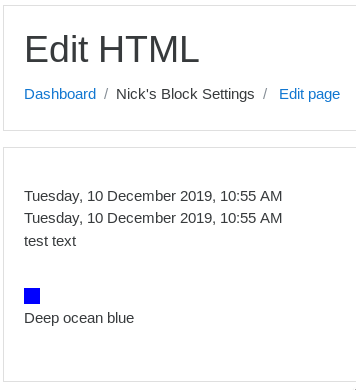 Edit HTML
Dashboard / Nick's Block Settings / Edit page
Tuesday, 10 December 2019, 10:55 AM
Tuesday, 10 December 2019, 10:55 AM
test text
Deep ocean blue